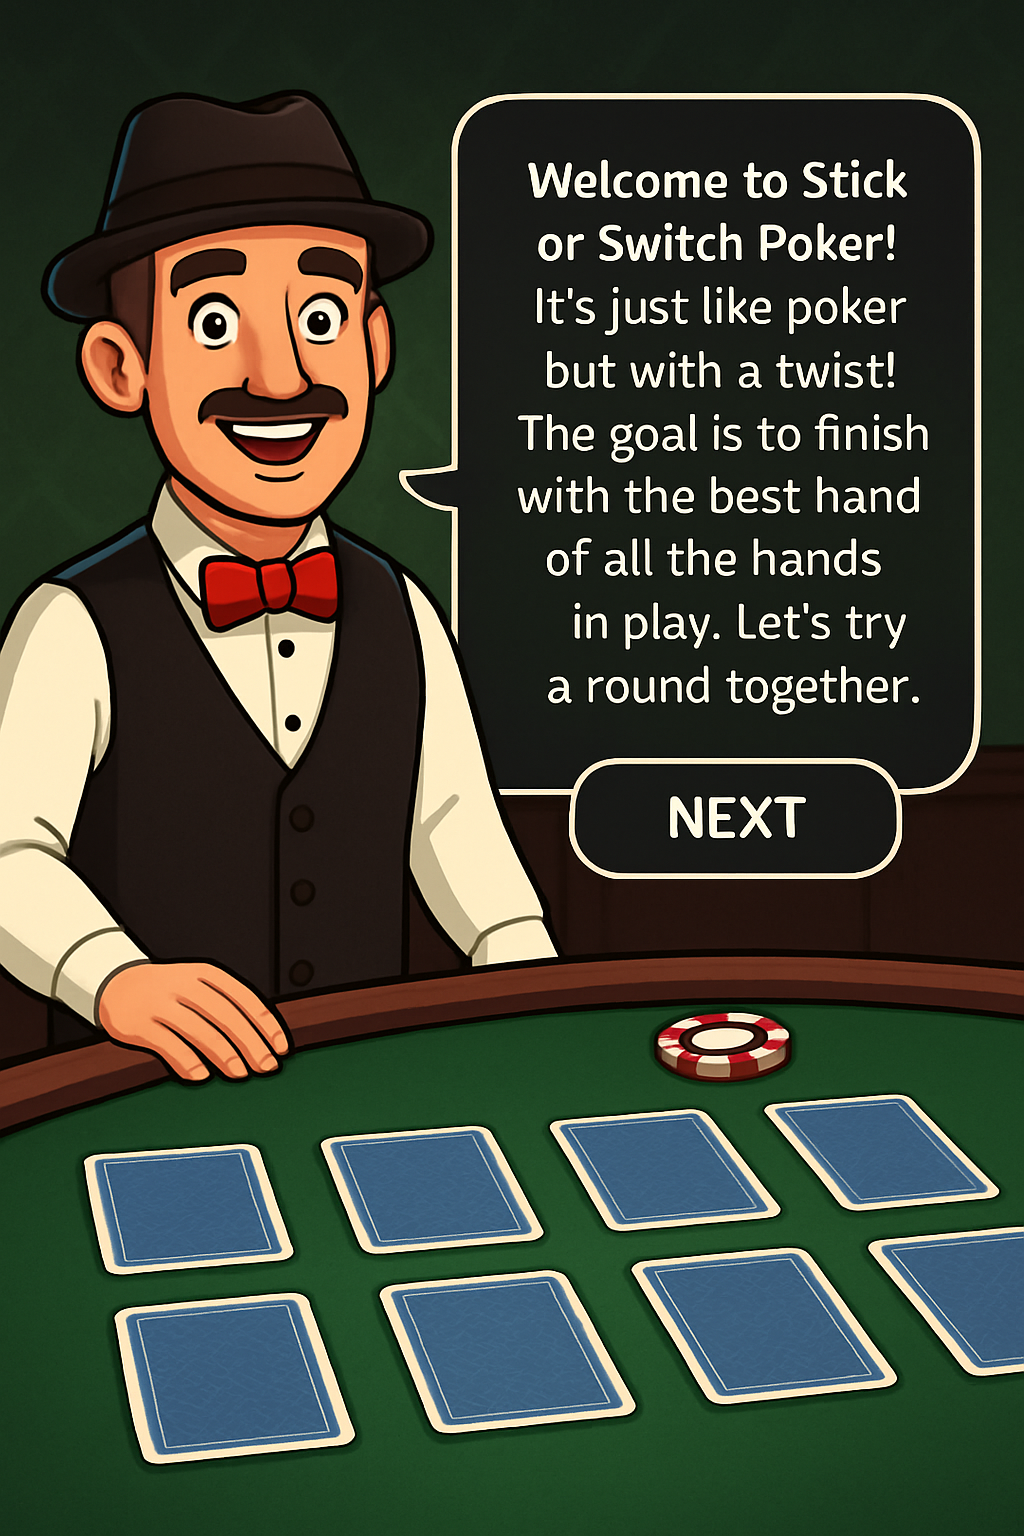 Welcome to Stick
or Switch Poker!
It's just like poker
but with a twist!
The goal is to finish
with the best hand
of all the hands
in play. Let's try
a round together.
NEXT